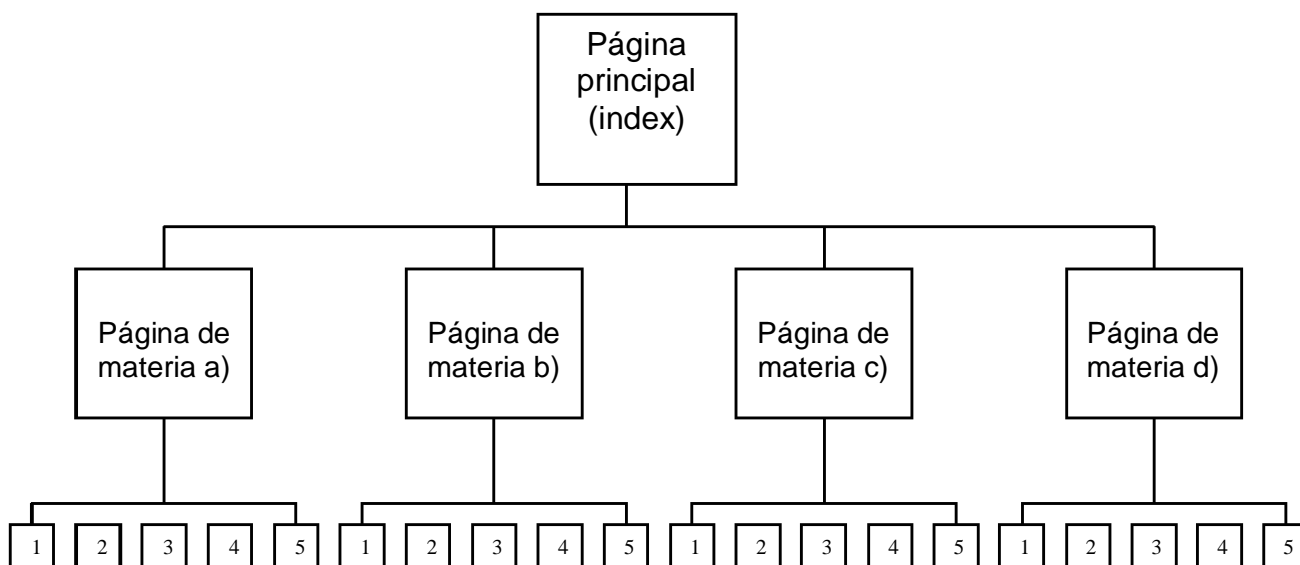 Página
principal
(index)
Página de
materia a)
Página de
materia b)
Página de
materia c)
Página de
materia d)
1 2 3 4 5 1 2 3 4 5 1 2 3 4 5 1 2 3 4 5